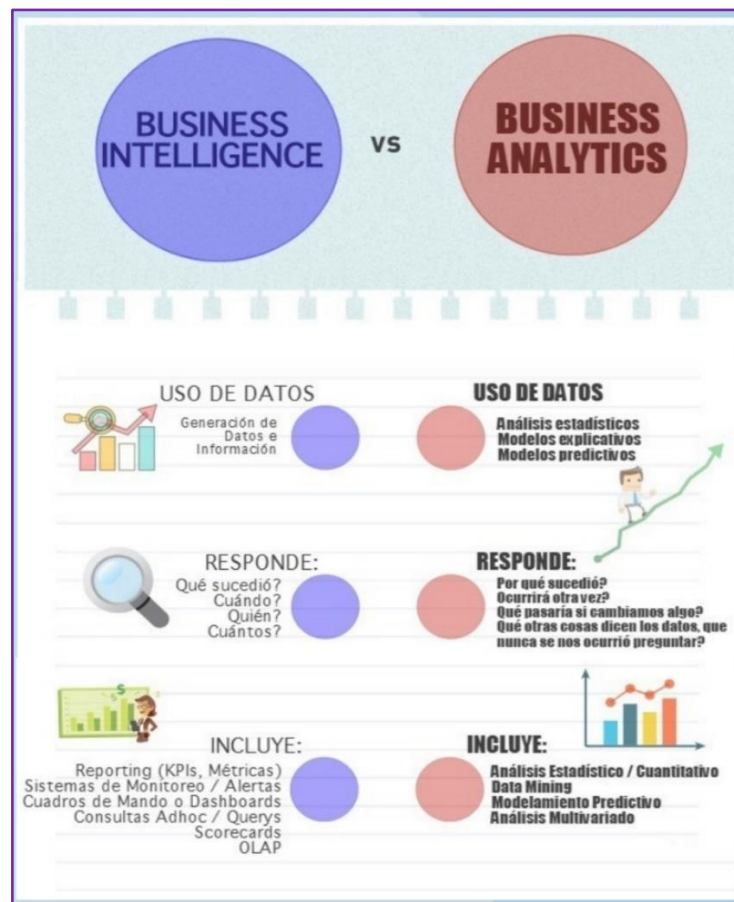 BUSINESS
INTELLIGENCE
VS
BUSINESS
ANALYTICS
USO DE DATOS
Generación de
Datos e
Información
USO DE DATOS
Análisis estadísticos
Modelos explicativos
Modelos predictivos
RESPONDE:
Qué sucedió?
Cuándo?
Quién?
Cuántos?
RESPONDE:
Por qué sucedió?
Ocurrirá otra vez?
Qué pasaría si cambiamos algo?
Qué otras cosas dicen los datos, que
nunca se nos ocurrió preguntar?
$
INCLUYE:
Reporting (KPIs, Métricas)
Sistemas de Monitoreo / Alertas
Cuadros de Mando o Dashboards
Consultas Adhoc / Querys
Scorecards
OLAP
INCLUYE:
Análisis Estadístico / Cuantitativo
Data Mining
Modelamiento Predictivo
Análisis Multivariado